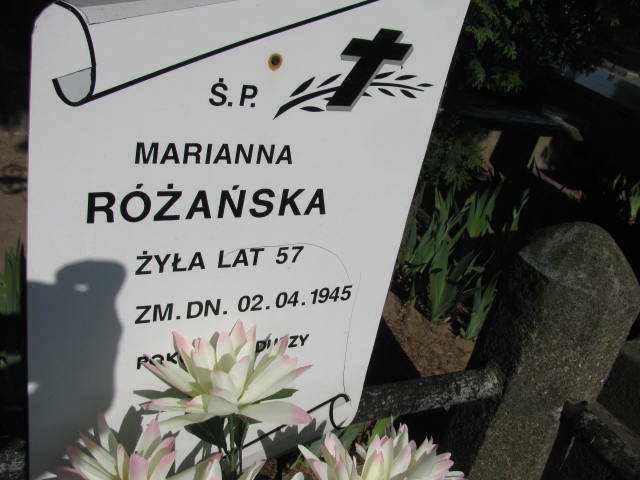 Ś.P.
MARIANNA
RÓŻAŃSKA
ŻYŁA LAT 57
ZM. DN. 02.04.1945